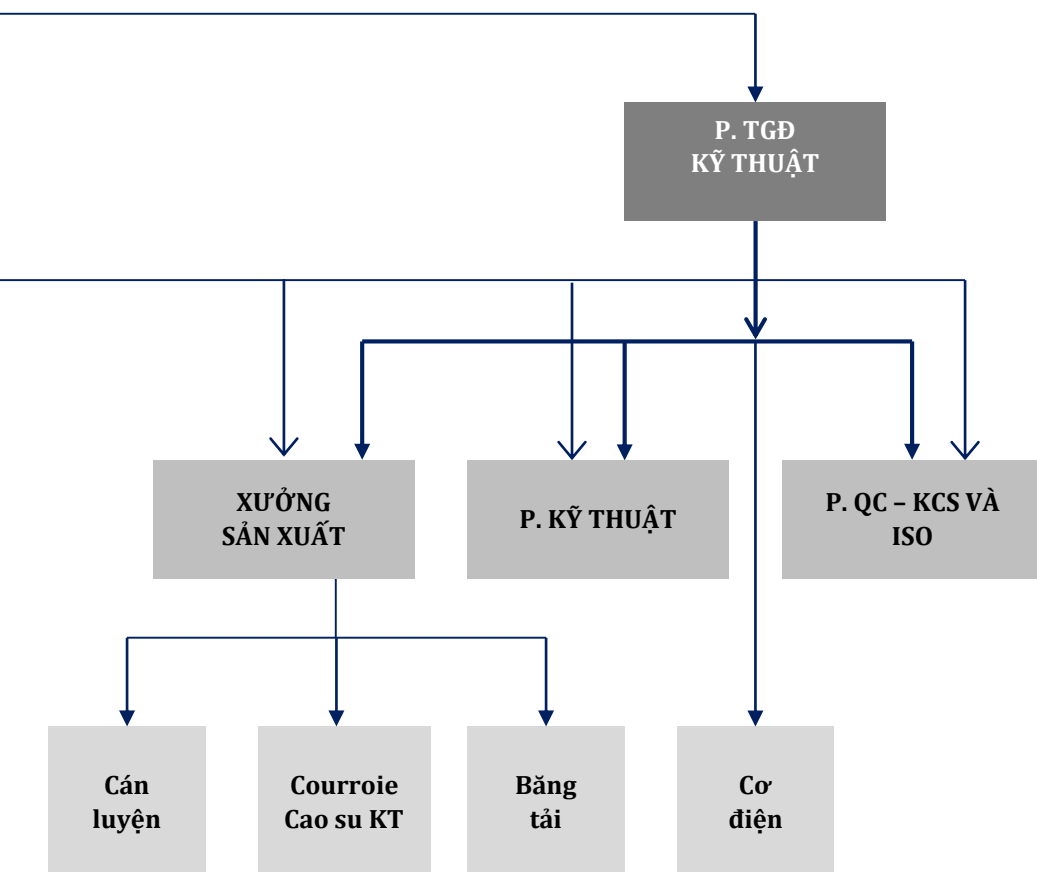 P. TGĐ
KỸ THUẬT
XƯỞNG
SẢN XUẤT
P. KỸ THUẬT
P. QC – KCS VÀ
ISO
Cán
luyện
Courroie
Cao su KT
Băng
tải
Cơ
điện